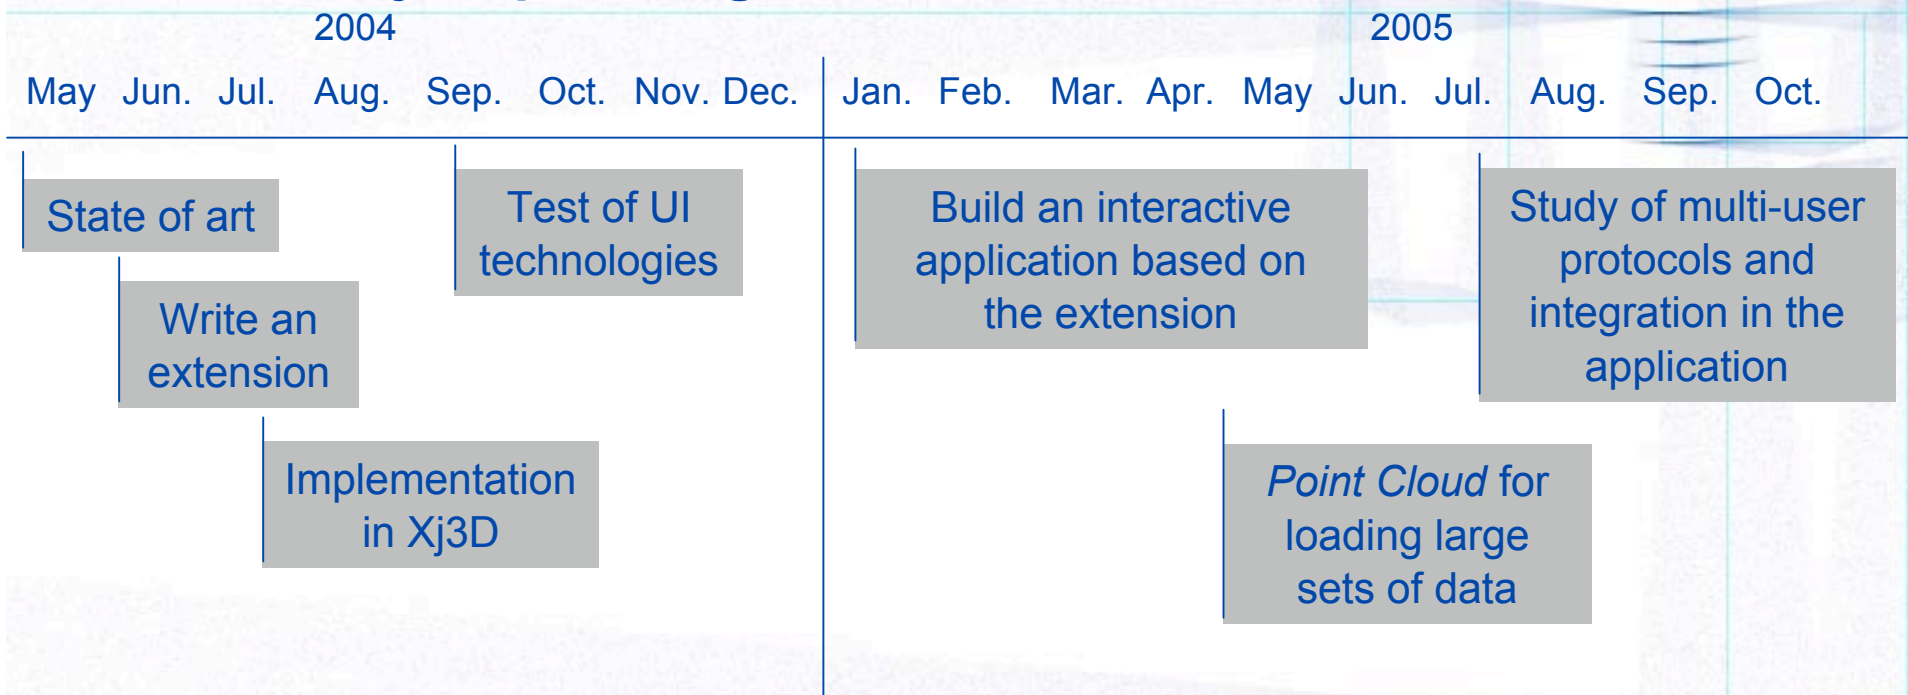 2004 2005
May Jun. Jul. Aug. Sep. Oct. Nov. Dec. Jan. Feb. Mar. Apr. May Jun. Jul. Aug. Sep. Oct.
State of art
Write an
extension
Implementation
in Xj3D
Test of UI
technologies
Build an interactive
application based on
the extension
Point Cloud for
loading large
sets of data
Study of multi-user
protocols and
integration in the
application